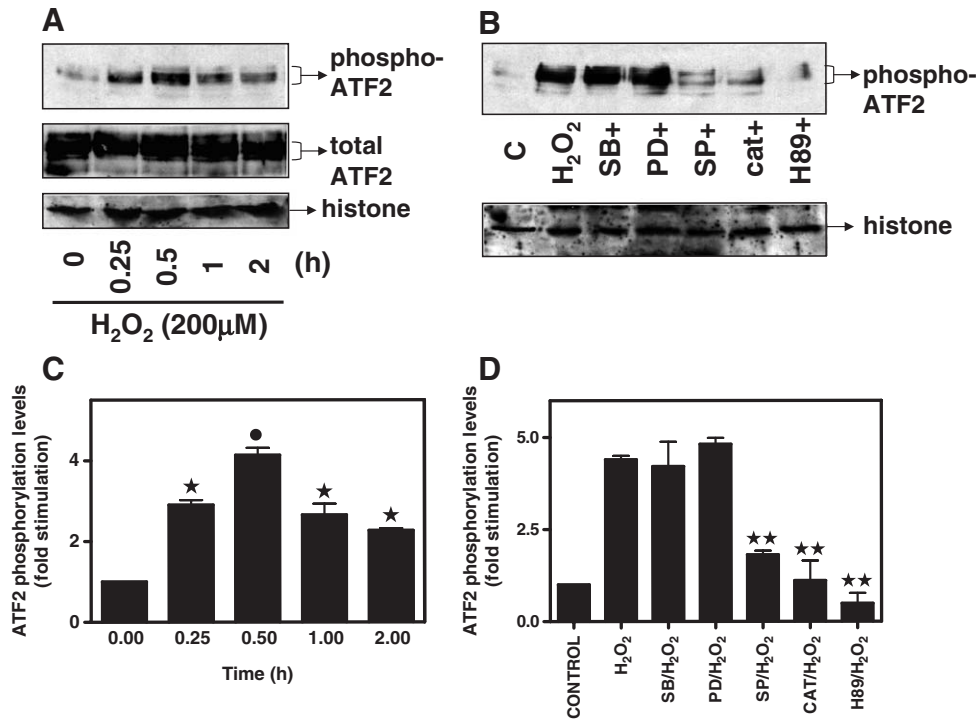 A
phospho-
ATF2
total
ATF2
histone
0 0.25 0.5 1 2 (h)
H₂O₂ (200μM)
B
phospho-
ATF2
C H₂O₂ SB+ PD+ SP+ cat+ H89+
histone
C
ATF2 phosphorylation levels
(fold stimulation)
4
2
0
0.00 0.25 0.50 1.00 2.00
Time (h)
D
ATF2 phosphorylation levels
(fold stimulation)
5.0
2.5
0.0
CONTROL
H₂O₂
SB/H₂O₂
PD/H₂O₂
SP/H₂O₂
CAT/H₂O₂
H89/H₂O₂